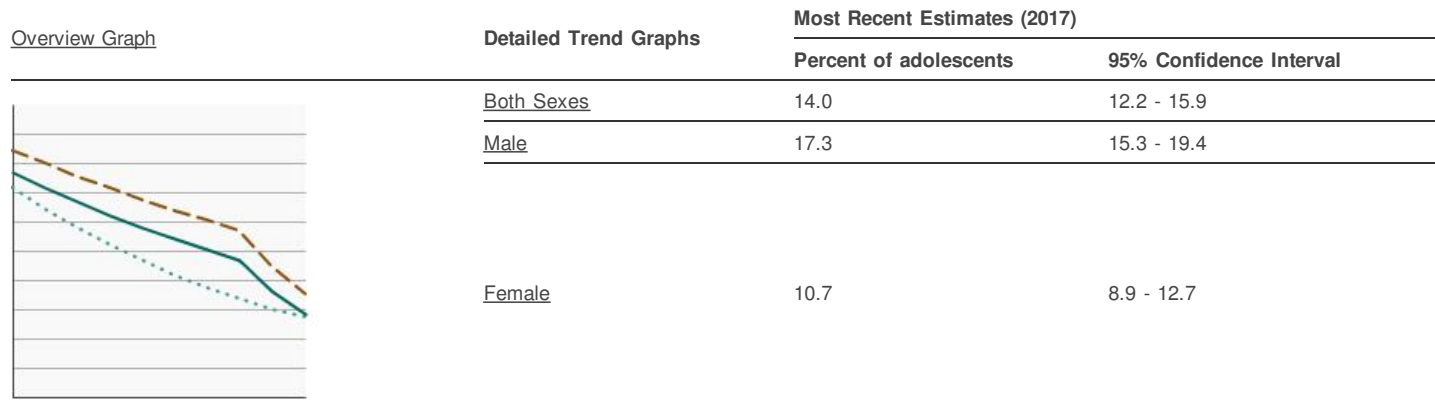 Most Recent Estimates (2017)
Overview Graph Detailed Trend Graphs
Percent of adolescents 95% Confidence Interval
Both Sexes 14.0 12.2 - 15.9
Male 17.3 15.3 - 19.4
Female 10.7 8.9 - 12.7